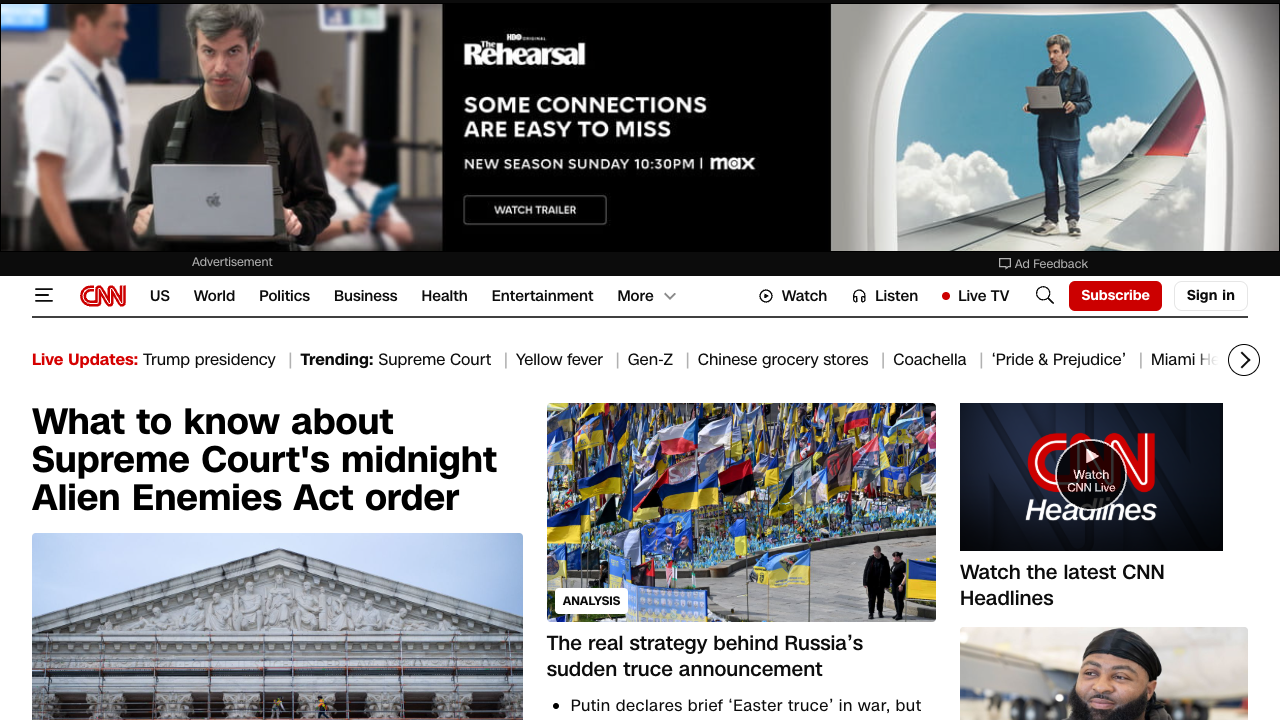 HBO ORIGINAL
The Rehearsal
SOME CONNECTIONS
ARE EASY TO MISS
NEW SEASON SUNDAY 10:30PM | max
WATCH TRAILER
Advertisement
Ad Feedback
CNN US World Politics Business Health Entertainment More Watch Listen Live TV Subscribe Sign in
Live Updates: Trump presidency | Trending: Supreme Court | Yellow fever | Gen-Z | Chinese grocery stores | Coachella | ‘Pride & Prejudice’ | Miami He
What to know about
Supreme Court's midnight
Alien Enemies Act order
ANALYSIS
The real strategy behind Russia’s
sudden truce announcement
• Putin declares brief ‘Easter truce’ in war, but
CNN
Watch
CNN Live
Headlines
Watch the latest CNN
Headlines